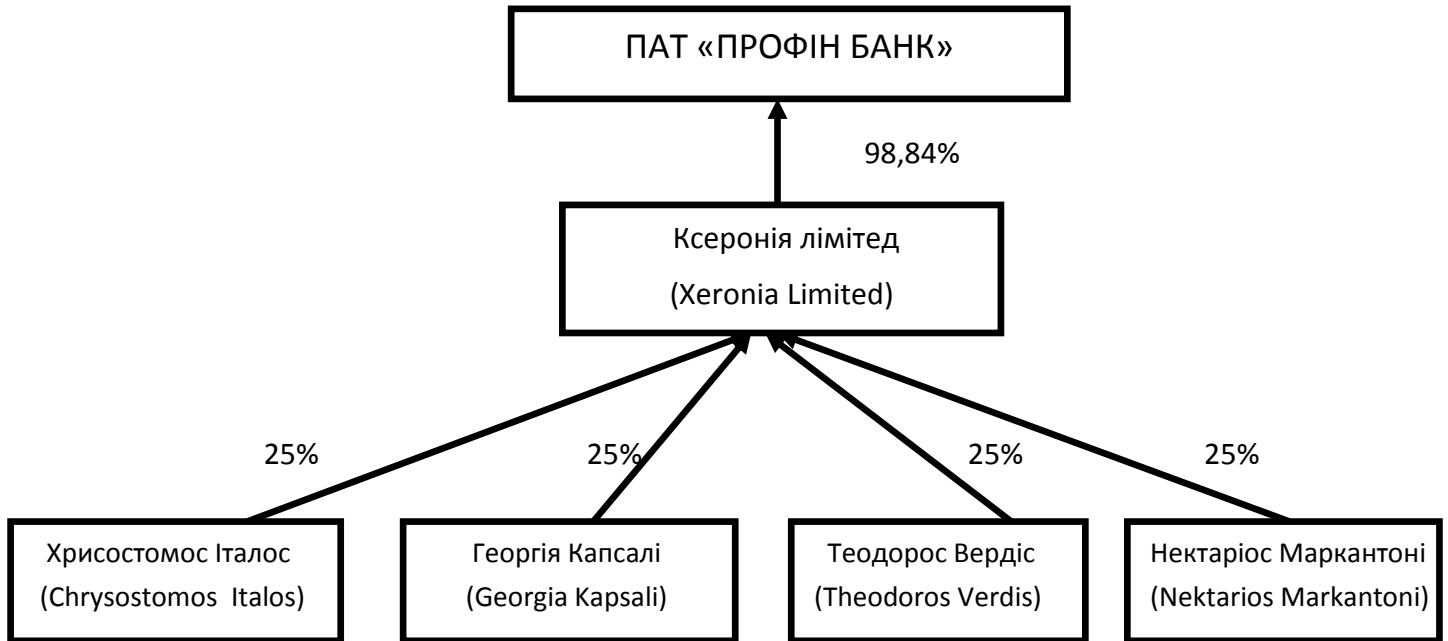 ПАТ «ПРОФІН БАНК»
98,84%
Ксеронія лімітед
(Xeronia Limited)
25%
25%
25%
25%
Хрисостомос Італос
(Chrysostomos Italos)
Георгія Капсалі
(Georgia Kapsali)
Теодорос Вердіс
(Theodoros Verdis)
Нектаріос Маркантоні
(Nektarios Markantoni)